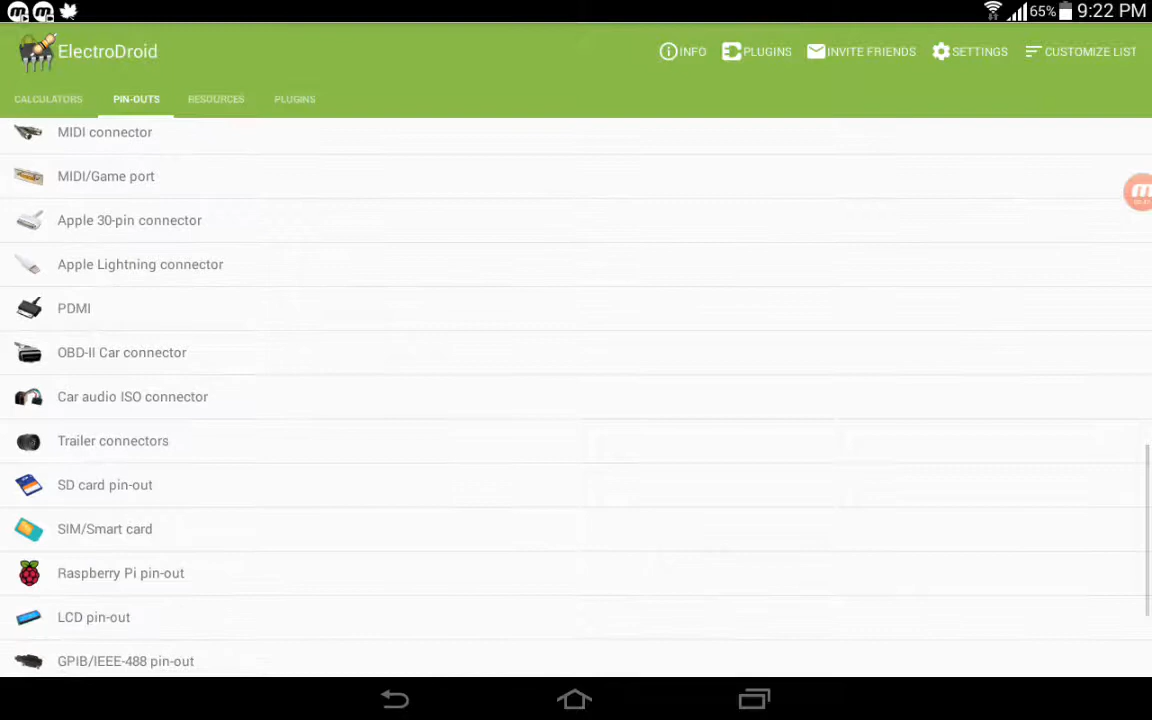 65% 9:22 PM
ElectroDroid
INFO PLUGINS INVITE FRIENDS SETTINGS CUSTOMIZE LIST
CALCULATORS PIN-OUTS RESOURCES PLUGINS
MIDI connector
MIDI/Game port
Apple 30-pin connector
Apple Lightning connector
PDMI
OBD-II Car connector
Car audio ISO connector
Trailer connectors
SD card pin-out
SIM/Smart card
Raspberry Pi pin-out
LCD pin-out
GPIB/IEEE-488 pin-out